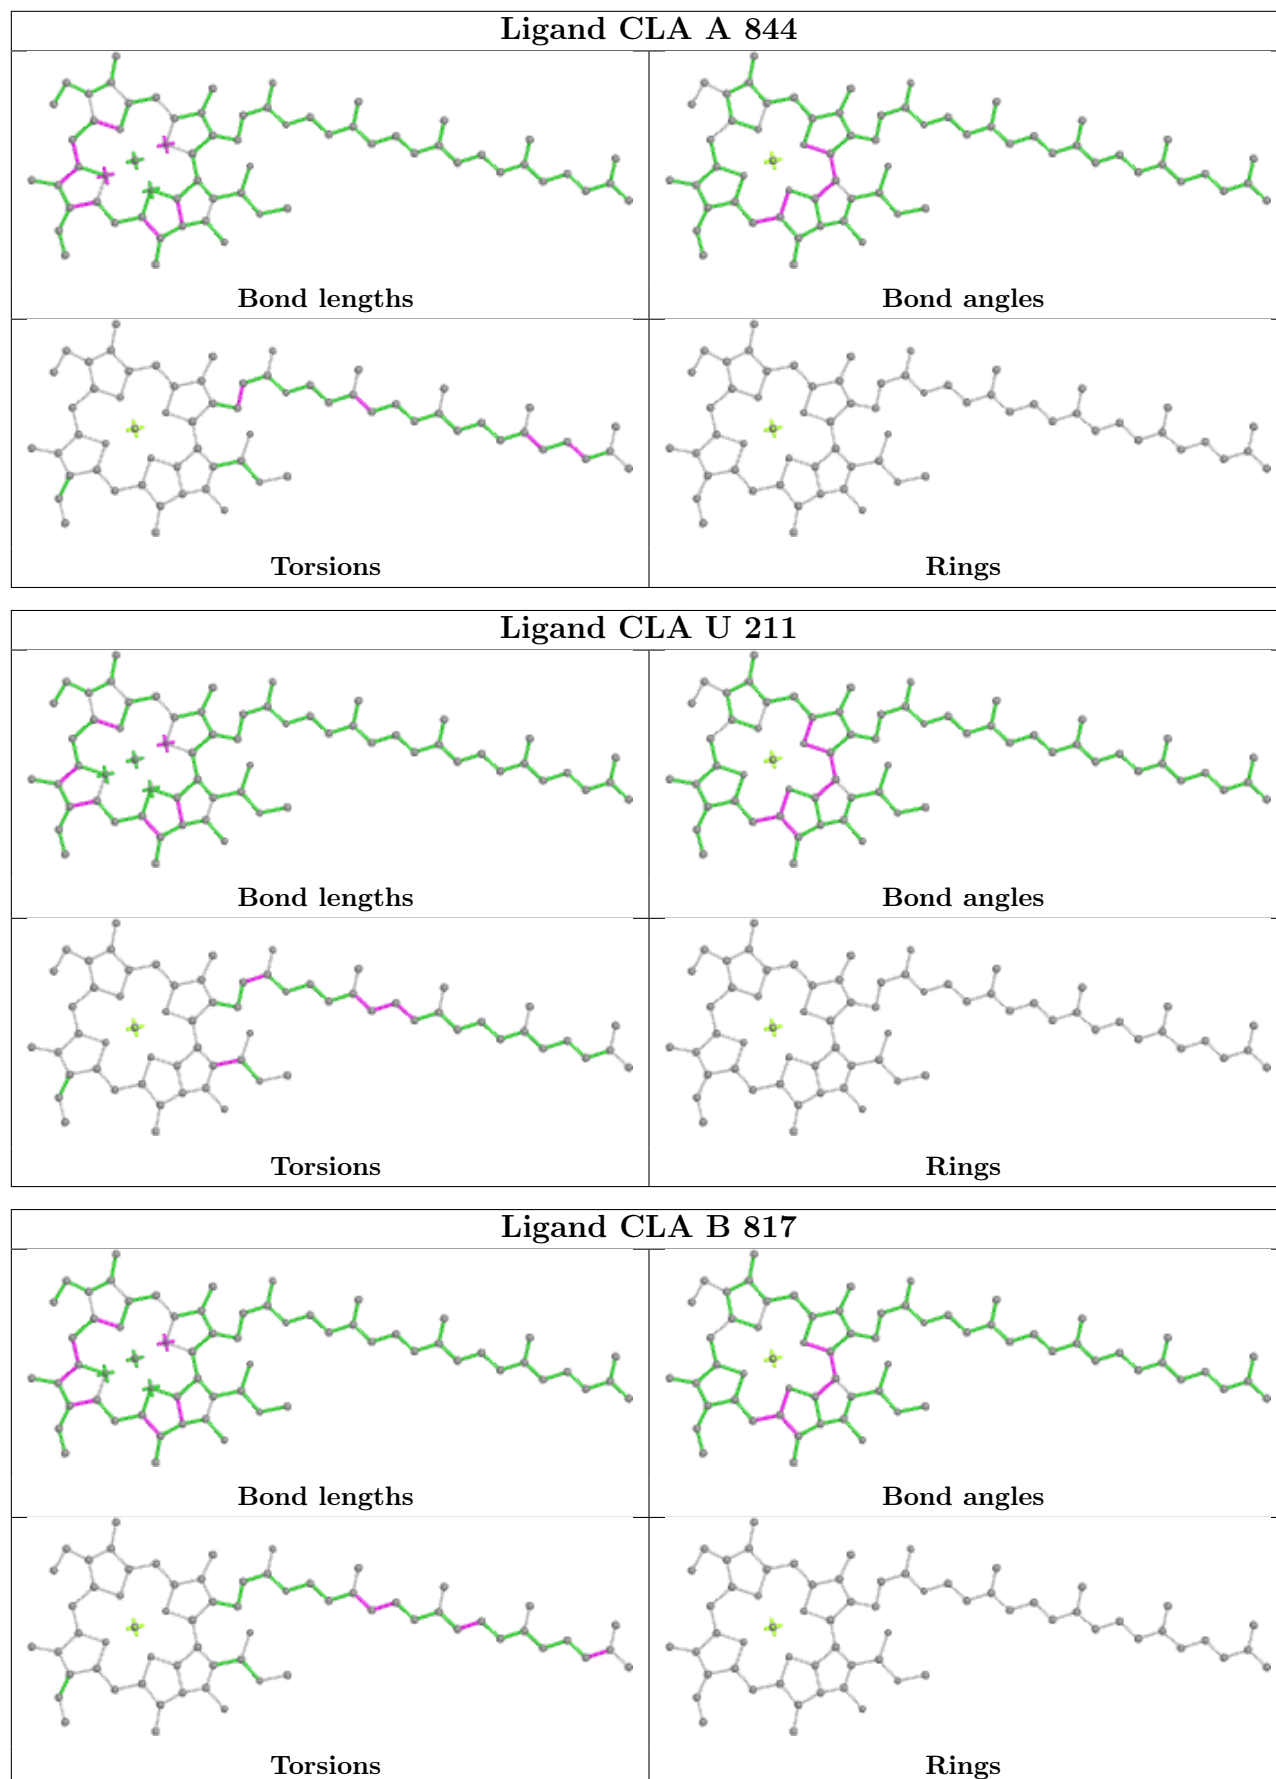 Ligand CLA A 844
Bond lengths
Bond angles
Torsions
Rings
Ligand CLA U 211
Bond lengths
Bond angles
Torsions
Rings
Ligand CLA B 817
Bond lengths
Bond angles
Torsions
Rings